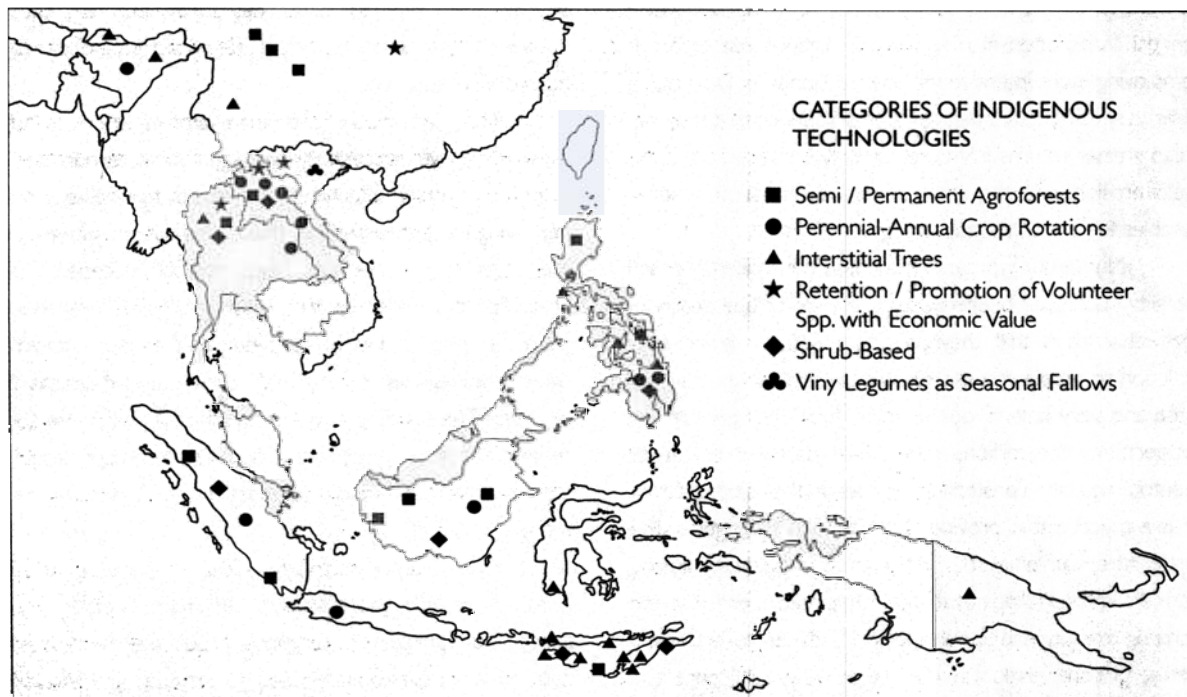 CATEGORIES OF INDIGENOUS
TECHNOLOGIES
Semi / Permanent Agroforests
Perennial-Annual Crop Rotations
Interstitial Trees
Retention / Promotion of Volunteer
Spp. with Economic Value
Shrub-Based
Viny Legumes as Seasonal Fallows